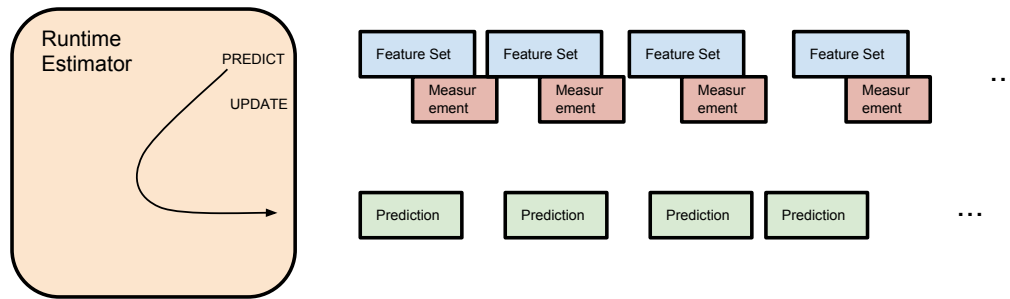 Runtime
Estimator
PREDICT
UPDATE
Feature Set
Feature Set
Feature Set
Feature Set
Measur
ement
Measur
ement
Measur
ement
Measur
ement
..
Prediction
Prediction
Prediction
Prediction
...